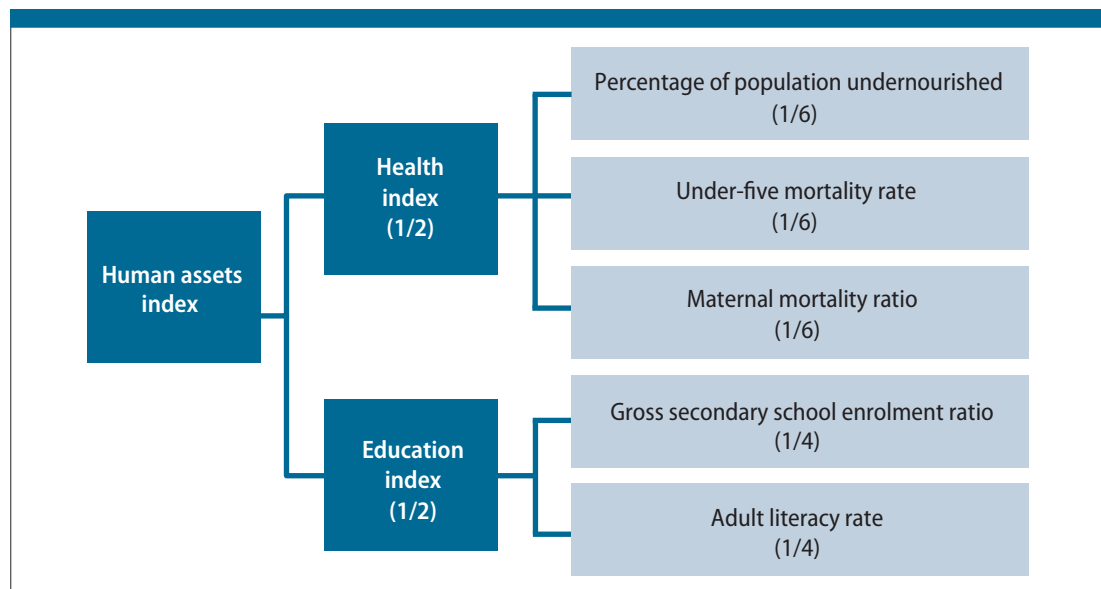 Human assets
index
Health
index
(1/2)
Percentage of population undernourished
(1/6)
Under-five mortality rate
(1/6)
Maternal mortality ratio
(1/6)
Education
index
(1/2)
Gross secondary school enrolment ratio
(1/4)
Adult literacy rate
(1/4)